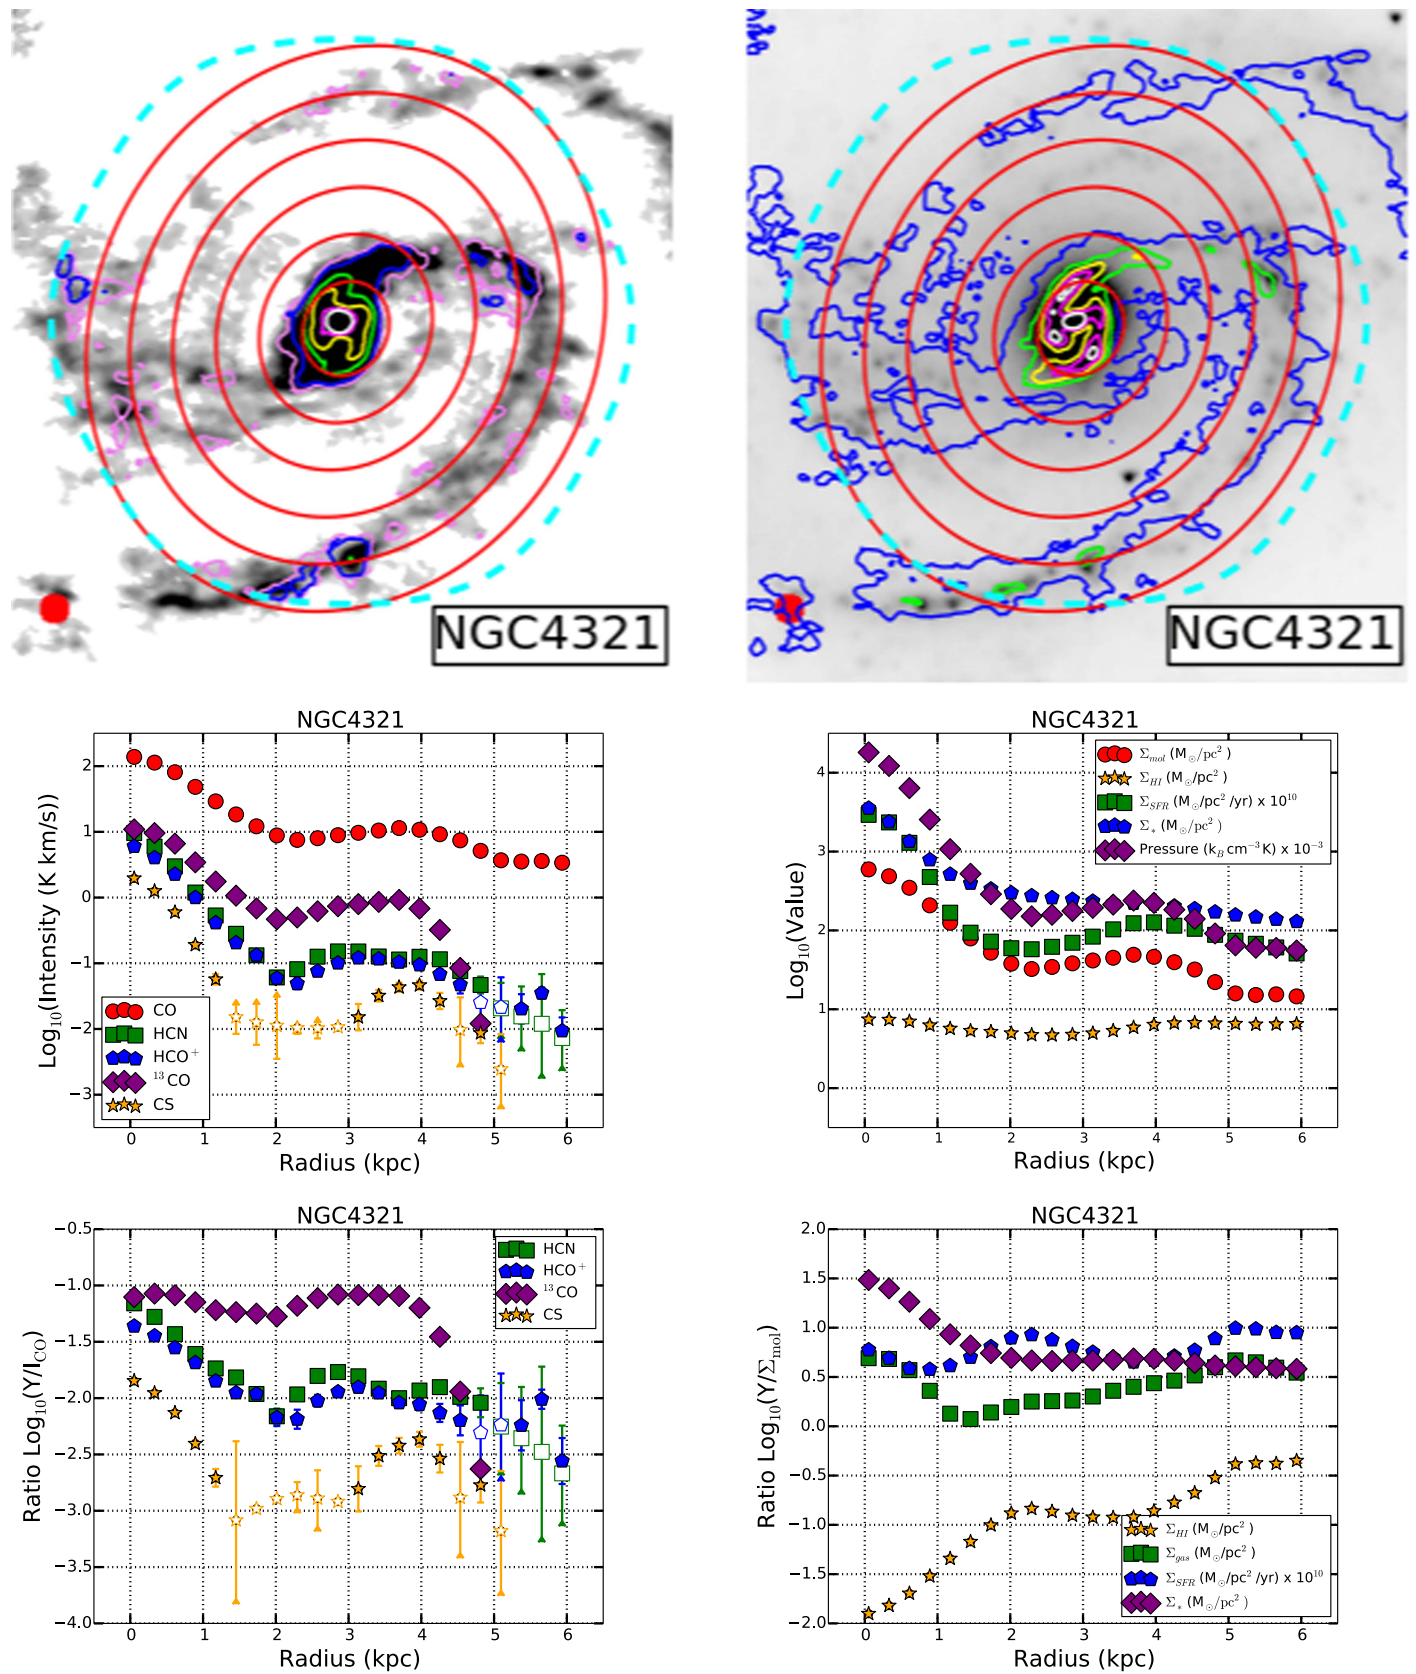 NGC4321
NGC4321
NGC4321
Log₁₀(Intensity (K km/s))
2
1
0
−1
−2
−3
CO
HCN
HCO⁺
¹³CO
CS
0 1 2 3 4 5 6
Radius (kpc)
NGC4321
Log₁₀(Value)
4
3
2
1
0
Σmol (M⊙/pc²)
ΣHI (M⊙/pc²)
ΣSFR (M⊙/pc²/yr) x 10¹⁰
Σ* (M⊙/pc²)
Pressure (kB cm⁻³K) x 10⁻³
0 1 2 3 4 5 6
Radius (kpc)
NGC4321
Ratio Log₁₀(Y/ICO)
−0.5
−1.0
−1.5
−2.0
−2.5
−3.0
−3.5
−4.0
HCN
HCO⁺
¹³CO
CS
0 1 2 3 4 5 6
Radius (kpc)
NGC4321
Ratio Log₁₀(Y/Σmol)
2.0
1.5
1.0
0.5
0.0
−0.5
−1.0
−1.5
−2.0
ΣHI (M⊙/pc²)
Σgas (M⊙/pc²)
ΣSFR (M⊙/pc²/yr) x 10¹⁰
Σ* (M⊙/pc²)
0 1 2 3 4 5 6
Radius (kpc)